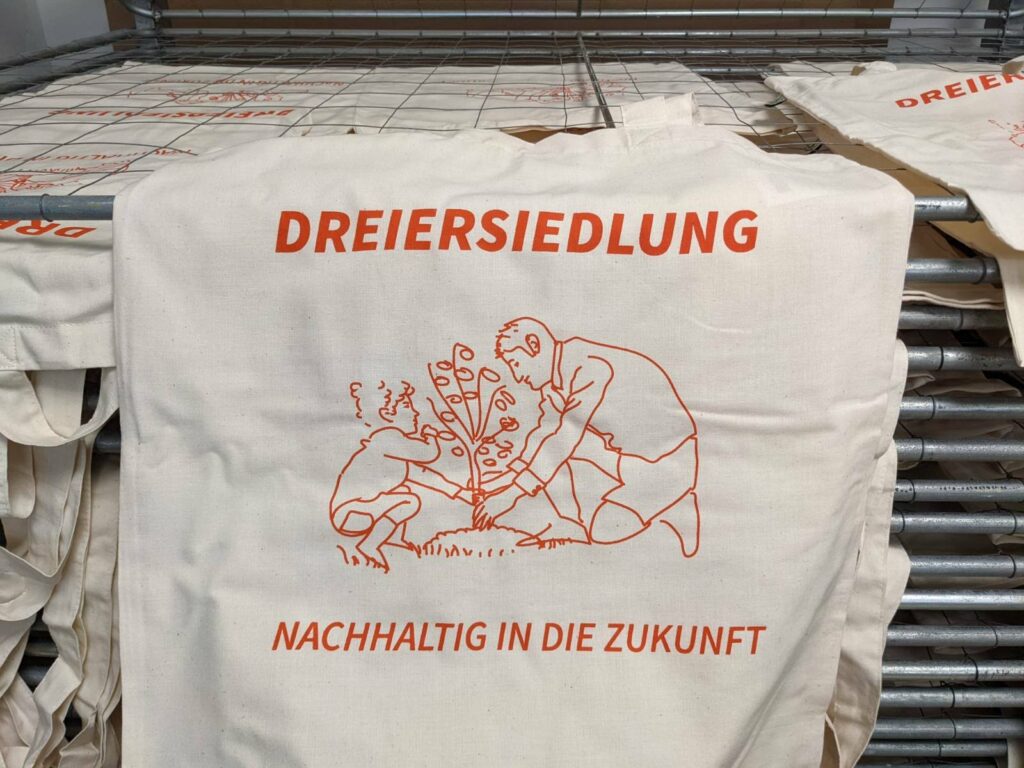 DREIERSIEDLUNG
NACHHALTIG IN DIE ZUKUNFT
DREIER